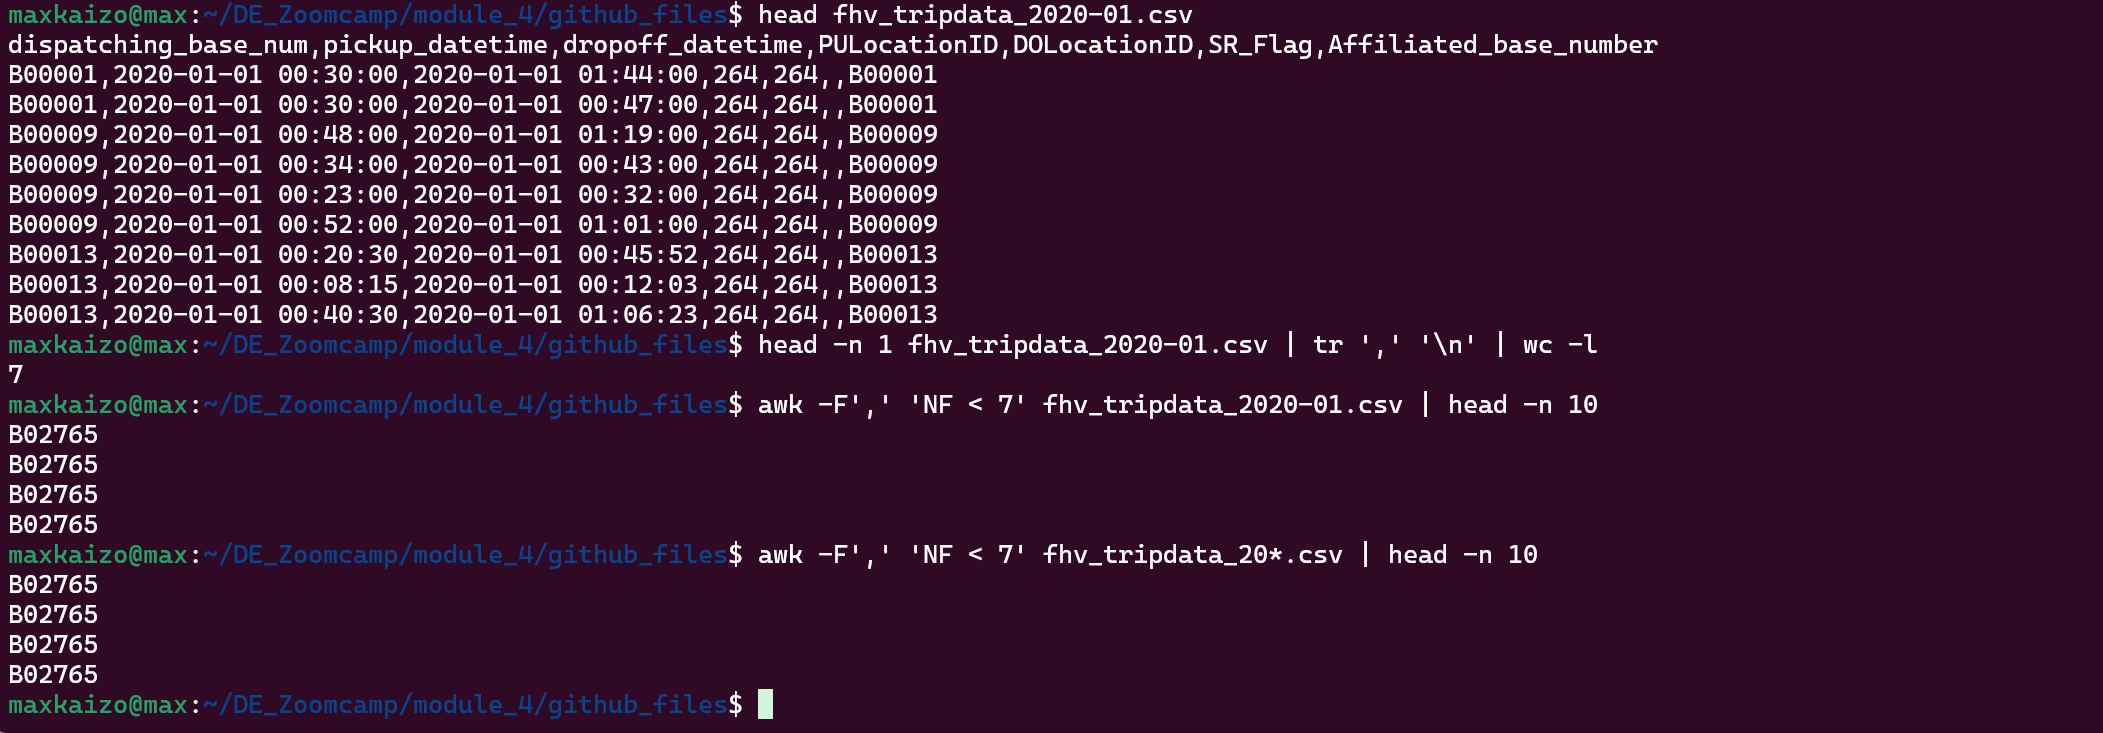 maxkaizo@max:~/DE_Zoomcamp/module_4/github_files$ head fhv_tripdata_2020-01.csv
dispatching_base_num,pickup_datetime,dropoff_datetime,PULocationID,DOLocationID,SR_Flag,Affiliated_base_number
B00001,2020-01-01 00:30:00,2020-01-01 01:44:00,264,264,,B00001
B00001,2020-01-01 00:30:00,2020-01-01 00:47:00,264,264,,B00001
B00009,2020-01-01 00:48:00,2020-01-01 01:19:00,264,264,,B00009
B00009,2020-01-01 00:34:00,2020-01-01 00:43:00,264,264,,B00009
B00009,2020-01-01 00:23:00,2020-01-01 00:32:00,264,264,,B00009
B00009,2020-01-01 00:52:00,2020-01-01 01:01:00,264,264,,B00009
B00013,2020-01-01 00:20:30,2020-01-01 00:45:52,264,264,,B00013
B00013,2020-01-01 00:08:15,2020-01-01 00:12:03,264,264,,B00013
B00013,2020-01-01 00:40:30,2020-01-01 01:06:23,264,264,,B00013
maxkaizo@max:~/DE_Zoomcamp/module_4/github_files$ head -n 1 fhv_tripdata_2020-01.csv | tr ',' '\n' | wc -l
7
maxkaizo@max:~/DE_Zoomcamp/module_4/github_files$ awk -F',' 'NF < 7' fhv_tripdata_2020-01.csv | head -n 10
B02765
B02765
B02765
B02765
maxkaizo@max:~/DE_Zoomcamp/module_4/github_files$ awk -F',' 'NF < 7' fhv_tripdata_20*.csv | head -n 10
B02765
B02765
B02765
B02765
maxkaizo@max:~/DE_Zoomcamp/module_4/github_files$